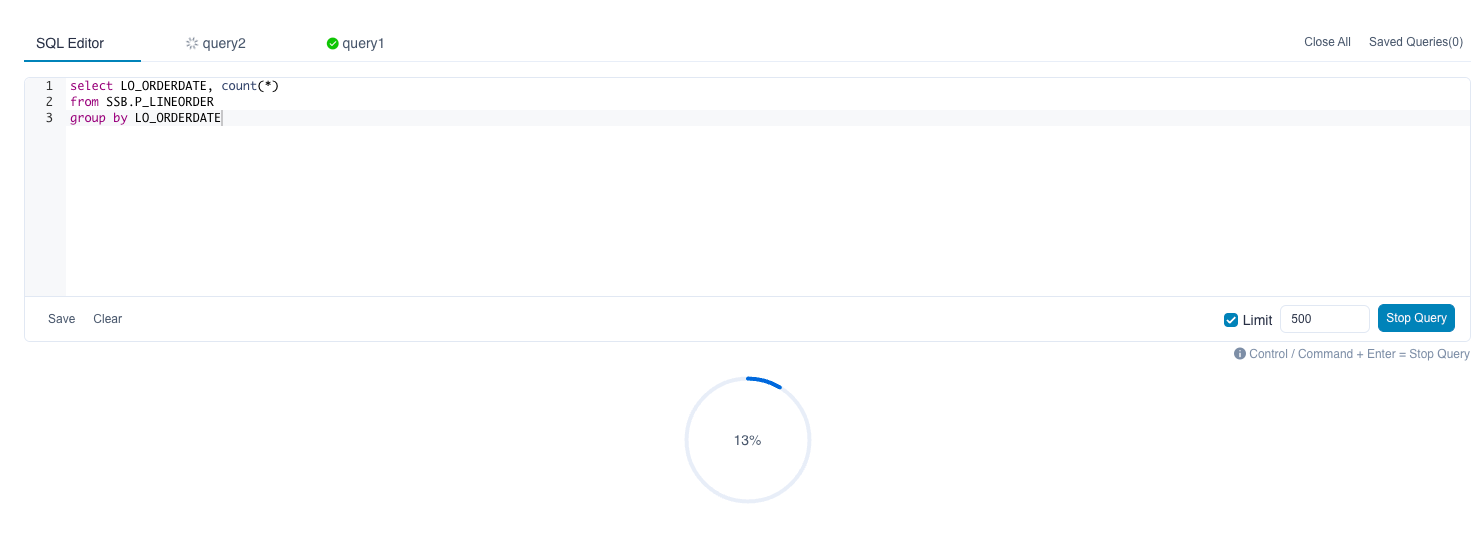 SQL Editor query2 query1 Close All Saved Queries(0)
1 select LO_ORDERDATE, count(*)
2 from SSB.P_LINEORDER
3 group by LO_ORDERDATE
Save Clear Limit 500 Stop Query
Control / Command + Enter = Stop Query
13%